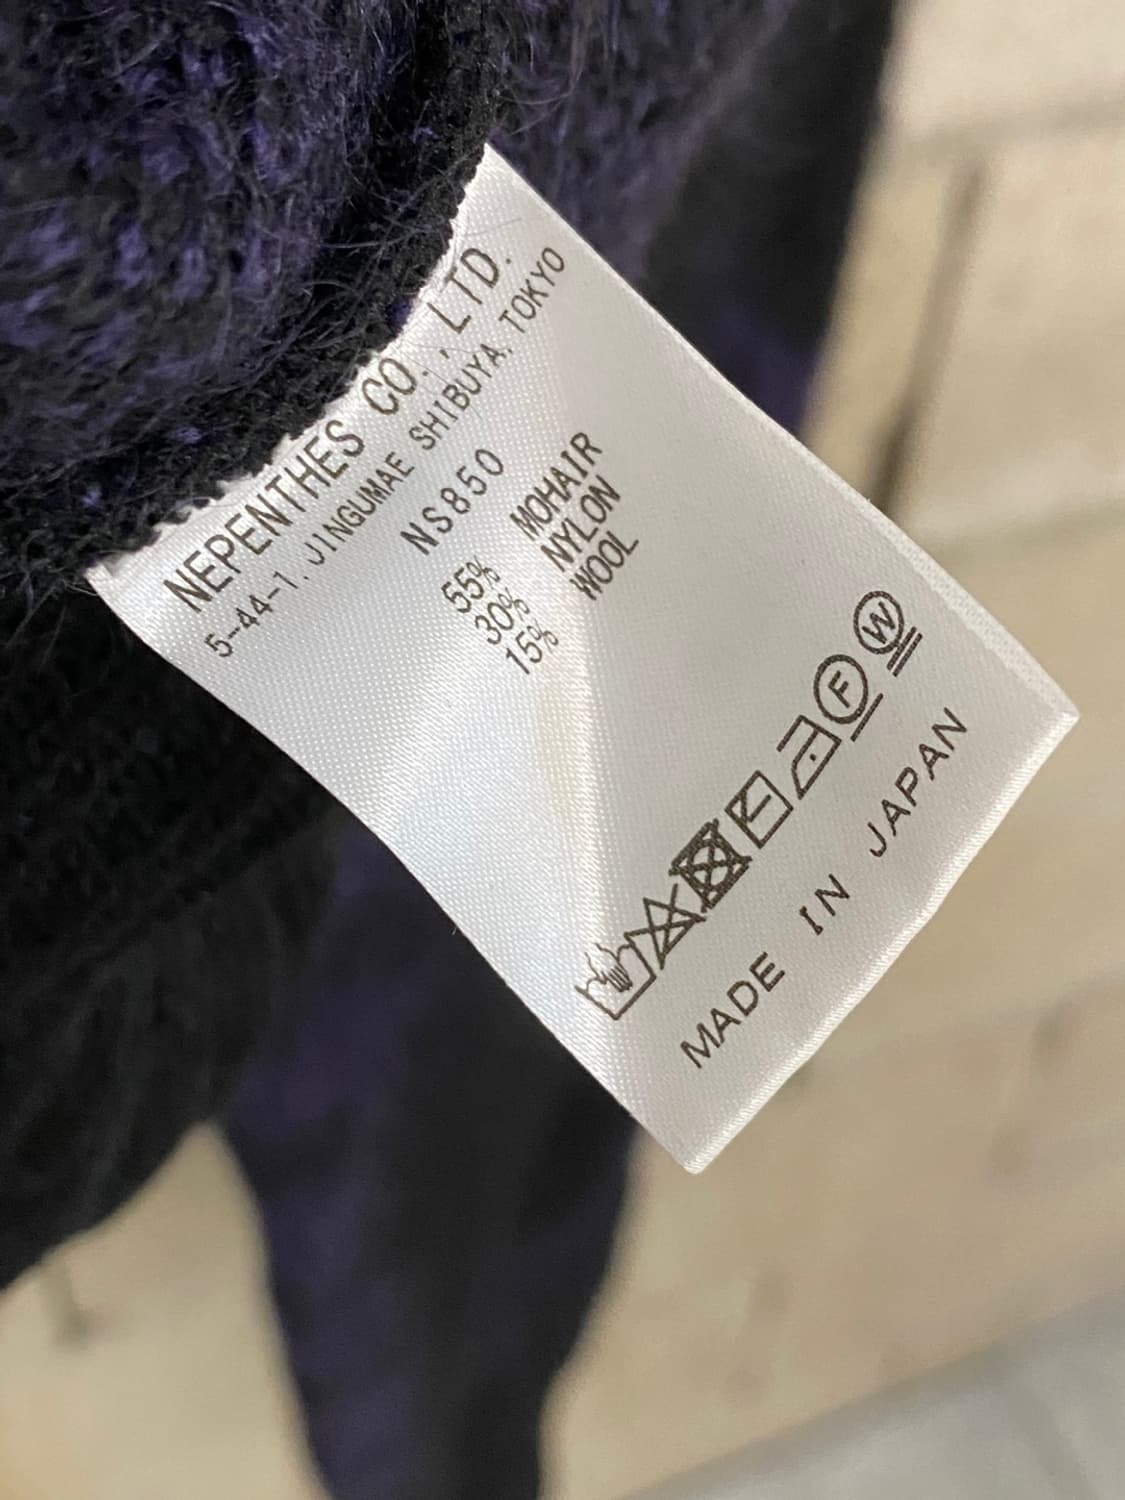 NEPENTHES CO.,LTD.
5-44-1, JINGUMAE SHIBUYA, TOKYO
NS850
55% MOHAIR
30% NYLON
15% WOOL
F W
MADE IN JAPAN